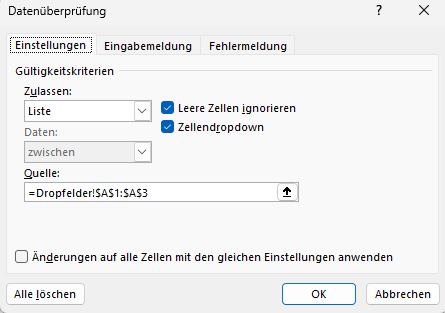 Datenüberprüfung
?
Einstellungen Eingabemeldung Fehlermeldung
Gültigkeitskriterien
Zulassen:
Liste
Leere Zellen ignorieren
Daten:
Zellendropdown
zwischen
Quelle:
=Dropfelder!$A$1:$A$3
Änderungen auf alle Zellen mit den gleichen Einstellungen anwenden
Alle löschen OK Abbrechen